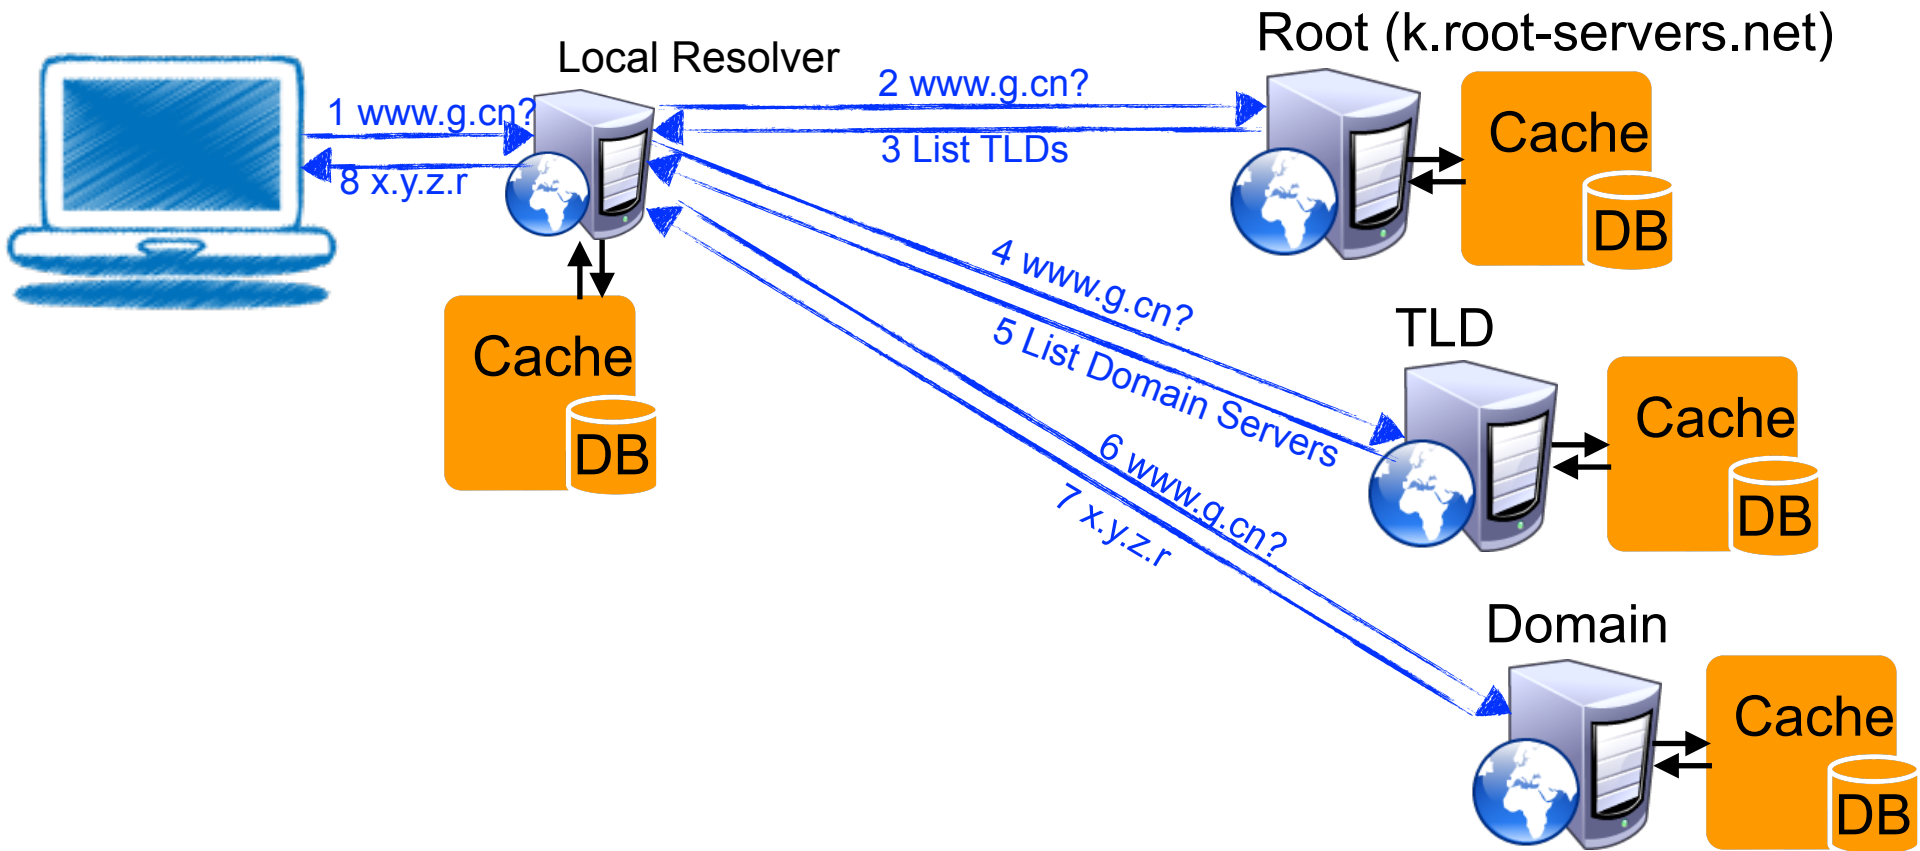 Root (k.root-servers.net)
Local Resolver
2 www.g.cn?
1 www.g.cn?
3 List TLDs
8 x.y.z.r
Cache
DB
4 www.g.cn?
5 List Domain Servers
TLD
Cache
DB
Cache
DB
6 www.g.cn?
7 x.y.z.r
Domain
Cache
DB